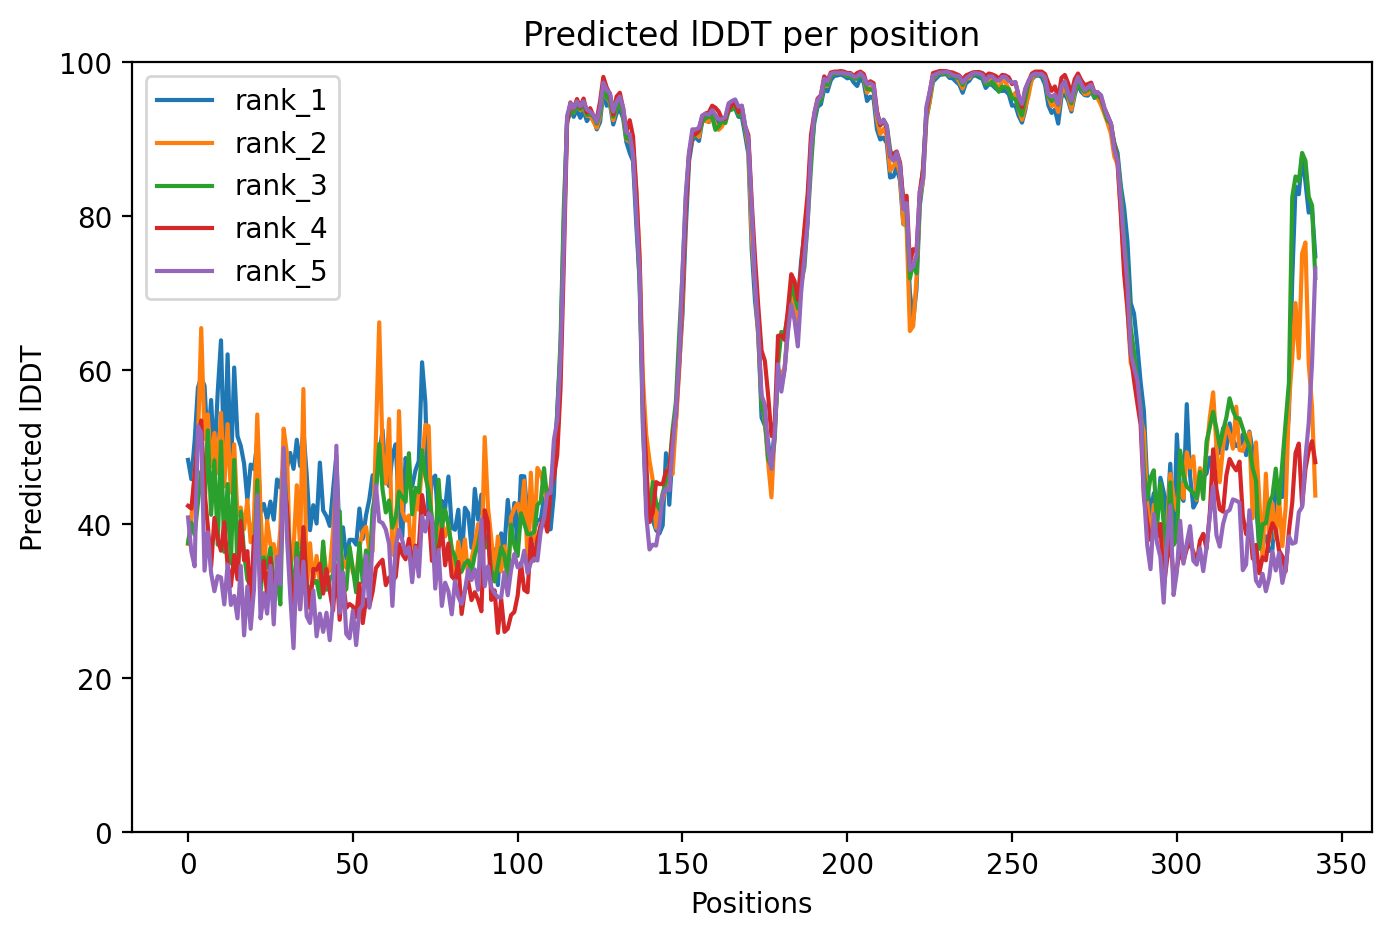 Predicted lDDT per position
100
80
60
40
20
0
Predicted lDDT
rank_1
rank_2
rank_3
rank_4
rank_5
0 50 100 150 200 250 300 350
Positions